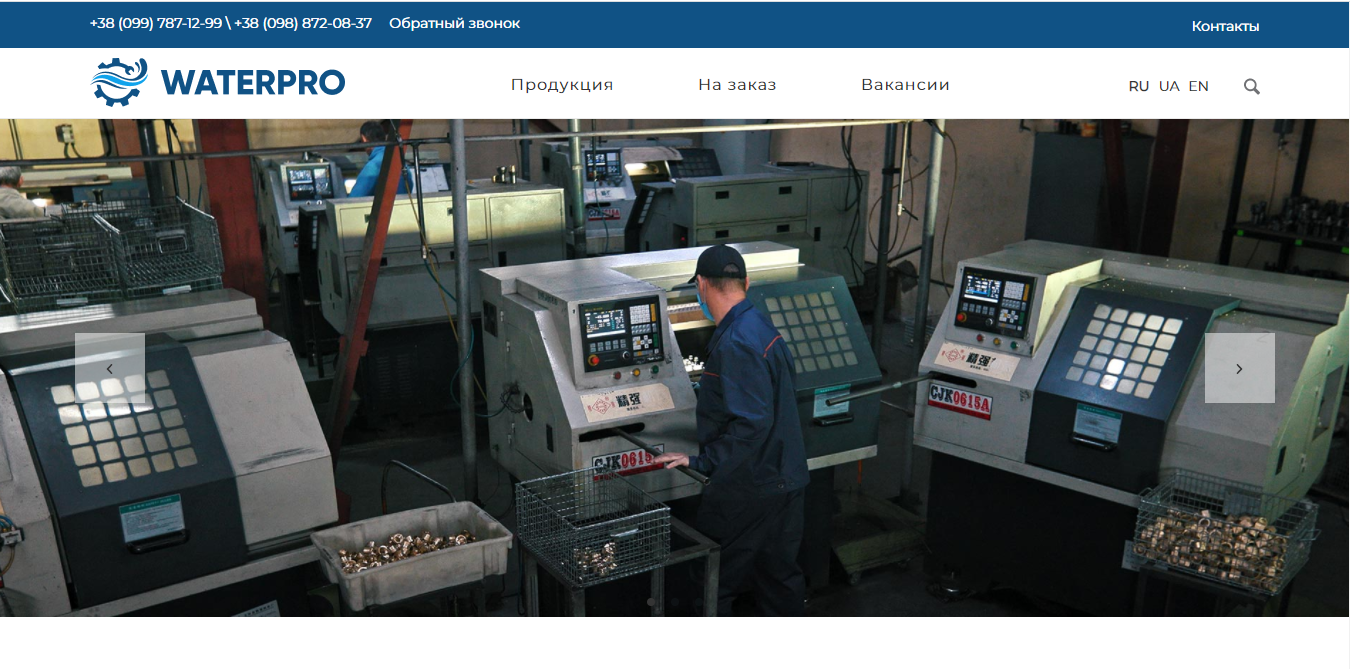 +38 (099) 787-12-99 \ +38 (098) 872-08-37 Обратный звонок
Контакты
WATERPRO
Продукция На заказ Вакансии
RU UA EN
精强
CJK0615
精强
CJK0615A